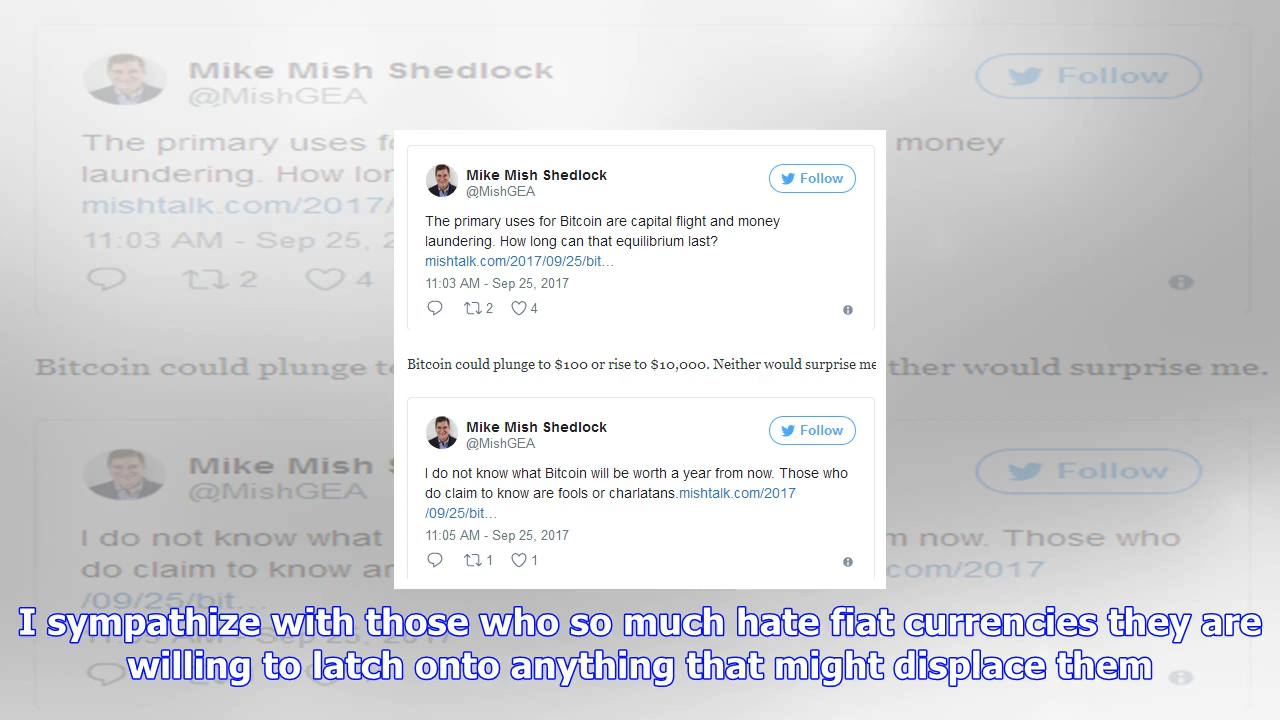 Mike Mish Shedlock
@MishGEA
Follow
The primary uses for Bitcoin are capital flight and money
laundering. How long can that equilibrium last?
mishtalk.com/2017/09/25/bit…
11:03 AM - Sep 25, 2017
2 4
Bitcoin could plunge to $100 or rise to $10,000. Neither would surprise me
Mike Mish Shedlock
@MishGEA
Follow
I do not know what Bitcoin will be worth a year from now. Those who
do claim to know are fools or charlatans.mishtalk.com/2017
/09/25/bit…
11:05 AM - Sep 25, 2017
1 1
I sympathize with those who so much hate fiat currencies they are
willing to latch onto anything that might displace them